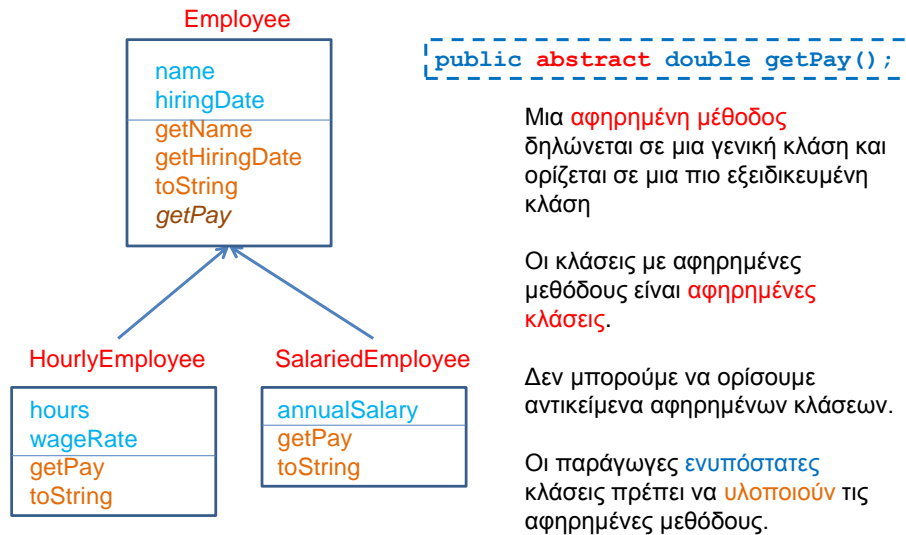 Employee
name
hiringDate
getName
getHiringDate
toString
getPay
HourlyEmployee
hours
wageRate
getPay
toString
SalariedEmployee
annualSalary
getPay
toString
public abstract double getPay();
Μια αφηρημένη μέθοδος
δηλώνεται σε μια γενική κλάση και
ορίζεται σε μια πιο εξειδικευμένη
κλάση
Οι κλάσεις με αφηρημένες
μεθόδους είναι αφηρημένες
κλάσεις.
Δεν μπορούμε να ορίσουμε
αντικείμενα αφηρημένων κλάσεων.
Οι παράγωγες ενυπόστατες
κλάσεις πρέπει να υλοποιούν τις
αφηρημένες μεθόδους.